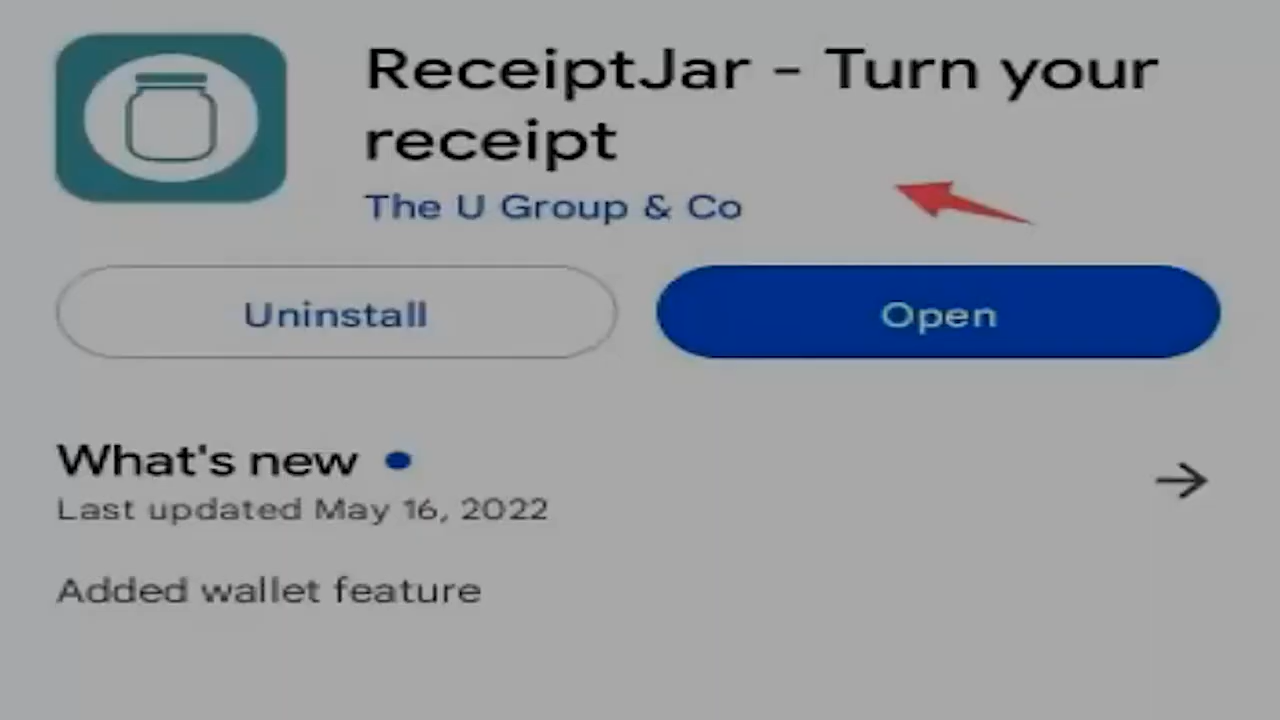 ReceiptJar - Turn your
receipt
The U Group & Co
Uninstall
Open
What's new
Last updated May 16, 2022
Added wallet feature